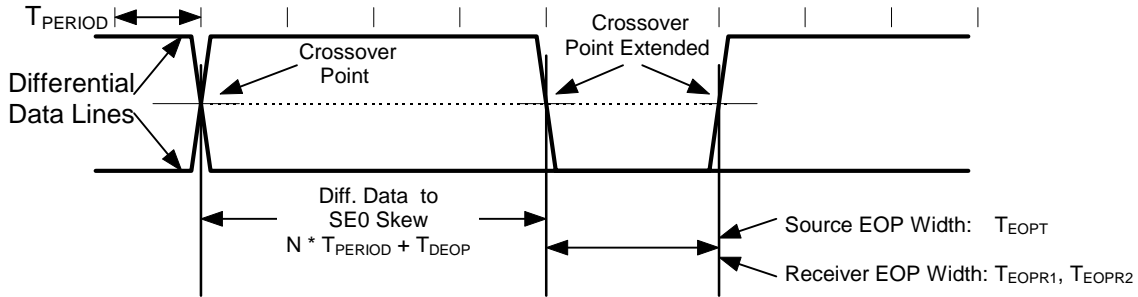 TPERIOD
Crossover
Point
Crossover
Point Extended
Differential
Data Lines
Diff. Data to
SE0 Skew
N * TPERIOD + TDEOP
Source EOP Width: TEOPT
Receiver EOP Width: TEOPR1, TEOPR2